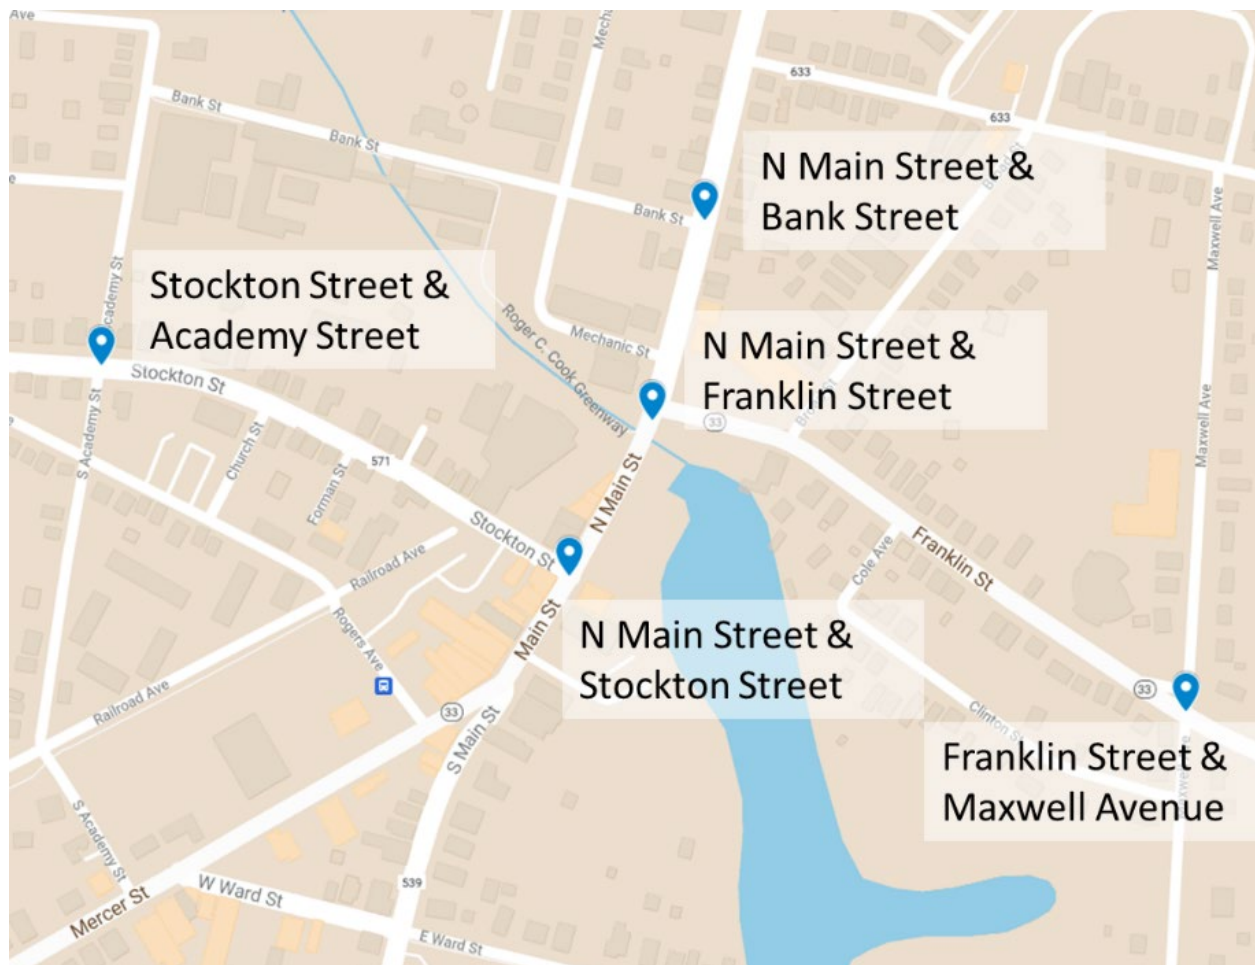 Ave
Mecha
633
633
Bank St
Bank St
Bank St
N Main Street &
Bank Street
Maxwell Ave
Stockton Street &
Academy Street
Academy St
Roger C. Cook Greenway
Mechanic St
N Main Street &
Franklin Street
33
Stockton St
S Academy St
Church St
Forman St
571
Stockton St
N Main St
Maxwell Ave
Franklin St
Cole Ave
Railroad Ave
Rogers Ave
Main St
N Main Street &
Stockton Street
33
Railroad Ave
33
S Main St
Clinton St
Franklin Street &
Maxwell Avenue
S Academy St
Mercer St
W Ward St
539
E Ward St